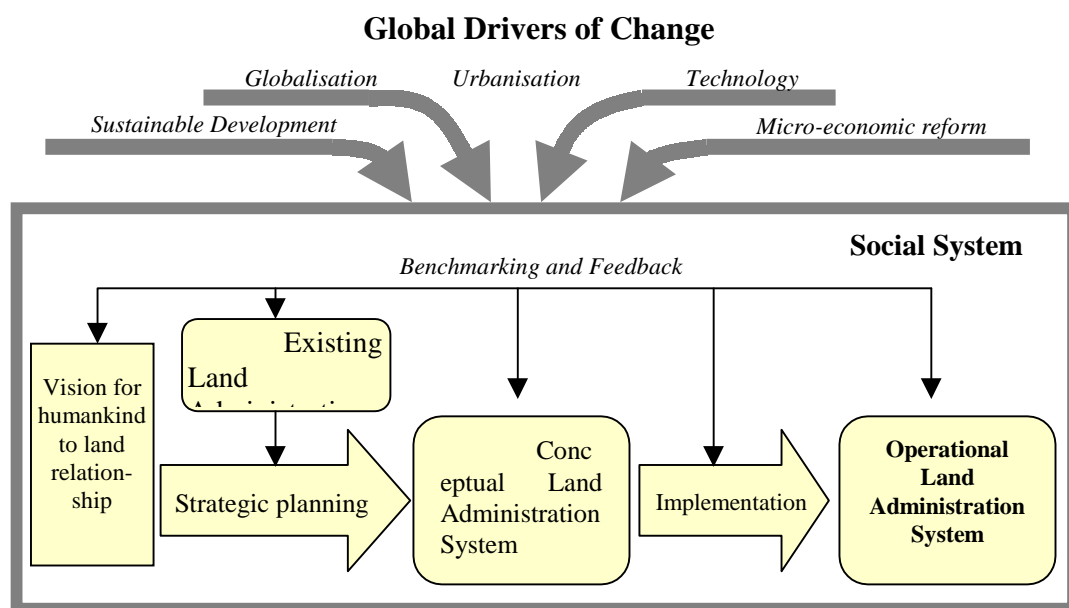 Global Drivers of Change
Globalisation
Urbanisation
Technology
Sustainable Development
Micro-economic reform
Social System
Benchmarking and Feedback
Existing
Land
Vision for
humankind
to land
relation-
ship
Strategic planning
Conc
eptual Land
Administration
System
Implementation
Operational
Land
Administration
System